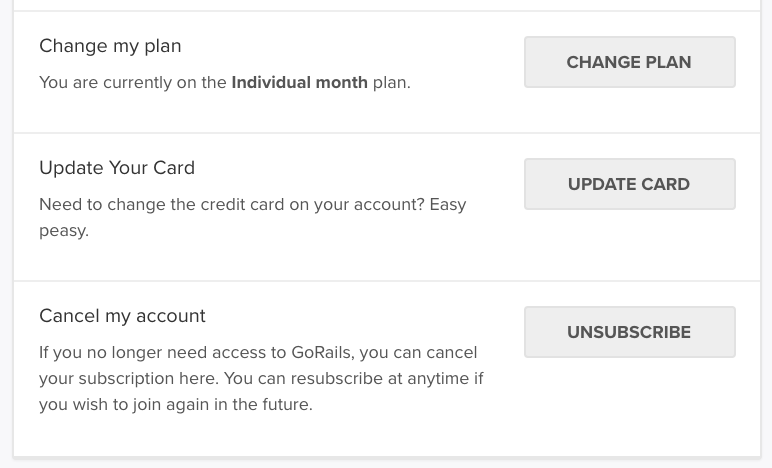 Change my plan
CHANGE PLAN
You are currently on the Individual month plan.
Update Your Card
UPDATE CARD
Need to change the credit card on your account? Easy
peasy.
Cancel my account
UNSUBSCRIBE
If you no longer need access to GoRails, you can cancel
your subscription here. You can resubscribe at anytime if
you wish to join again in the future.